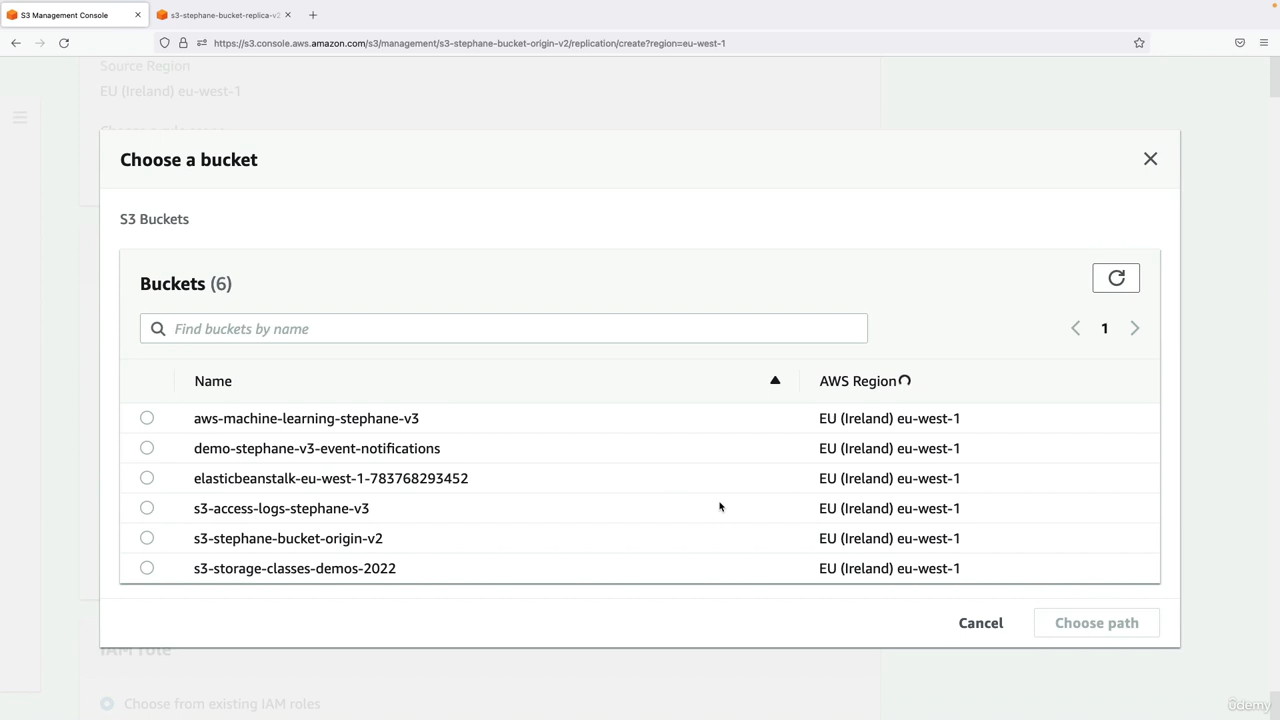 S3 Management Console
s3-stephane-bucket-replica-v2
https://s3.console.aws.amazon.com/s3/management/s3-stephane-bucket-origin-v2/replication/create?region=eu-west-1
Source Region
EU (Ireland) eu-west-1
Choose a bucket
S3 Buckets
Buckets (6)
Find buckets by name
1
Name AWS Region
aws-machine-learning-stephane-v3 EU (Ireland) eu-west-1
demo-stephane-v3-event-notifications EU (Ireland) eu-west-1
elasticbeanstalk-eu-west-1-783768293452 EU (Ireland) eu-west-1
s3-access-logs-stephane-v3 EU (Ireland) eu-west-1
s3-stephane-bucket-origin-v2 EU (Ireland) eu-west-1
s3-storage-classes-demos-2022 EU (Ireland) eu-west-1
Cancel Choose path
IAM role
Choose from existing IAM roles
ûdemy